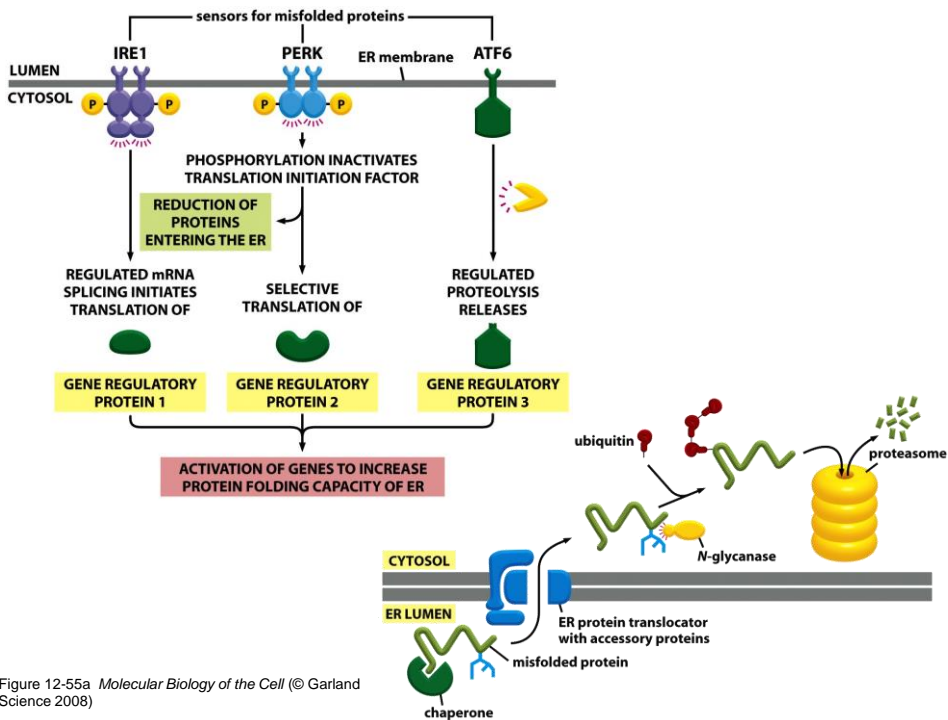 sensors for misfolded proteins
IRE1
PERK
ATF6
ER membrane
LUMEN
CYTOSOL
P
P
P
P
PHOSPHORYLATION INACTIVATES
TRANSLATION INITIATION FACTOR
REDUCTION OF
PROTEINS
ENTERING THE ER
REGULATED mRNA
SPLICING INITIATES
TRANSLATION OF
SELECTIVE
TRANSLATION OF
REGULATED
PROTEOLYSIS
RELEASES
GENE REGULATORY
PROTEIN 1
GENE REGULATORY
PROTEIN 2
GENE REGULATORY
PROTEIN 3
ACTIVATION OF GENES TO INCREASE
PROTEIN FOLDING CAPACITY OF ER
ubiquitin
proteasome
N-glycanase
CYTOSOL
ER LUMEN
ER protein translocator
with accessory proteins
misfolded protein
chaperone
Figure 12-55a Molecular Biology of the Cell (© Garland
Science 2008)